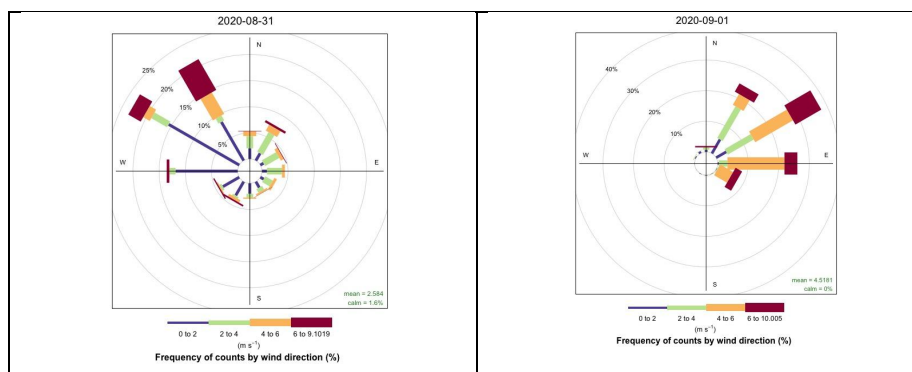 2020-08-31
N
25%
20%
15%
10%
5%
W
E
S
mean = 2.584
calm = 1.6%
0 to 2 2 to 4 4 to 6 6 to 9.1019
(m s⁻¹)
Frequency of counts by wind direction (%)
2020-09-01
N
40%
30%
20%
10%
W
E
S
mean = 4.5181
calm = 0%
0 to 2 2 to 4 4 to 6 6 to 10.005
(m s⁻¹)
Frequency of counts by wind direction (%)